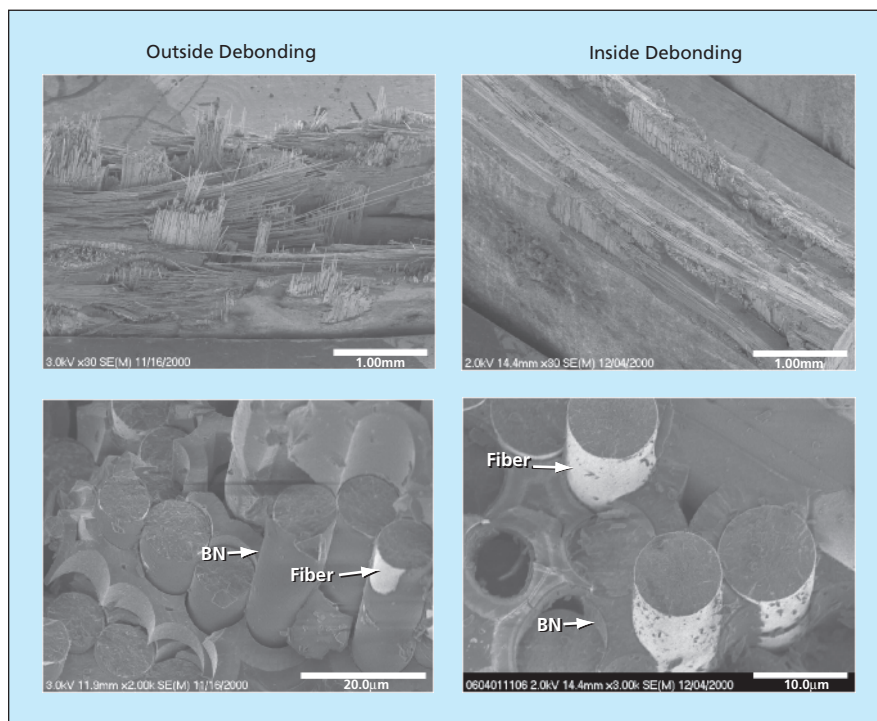 Outside Debonding
Inside Debonding
3.0kV x30 SE(M) 11/16/2000
1.00mm
2.0kV 14.4mm x30 SE(M) 12/04/2000
1.00mm
BN
Fiber
3.0kV 11.9mm x2.00k SE(M) 11/16/2000
20.0µm
Fiber
BN
0604011106 2.0kV 14.4mm x3.00k SE(M) 12/04/2000
10.0µm